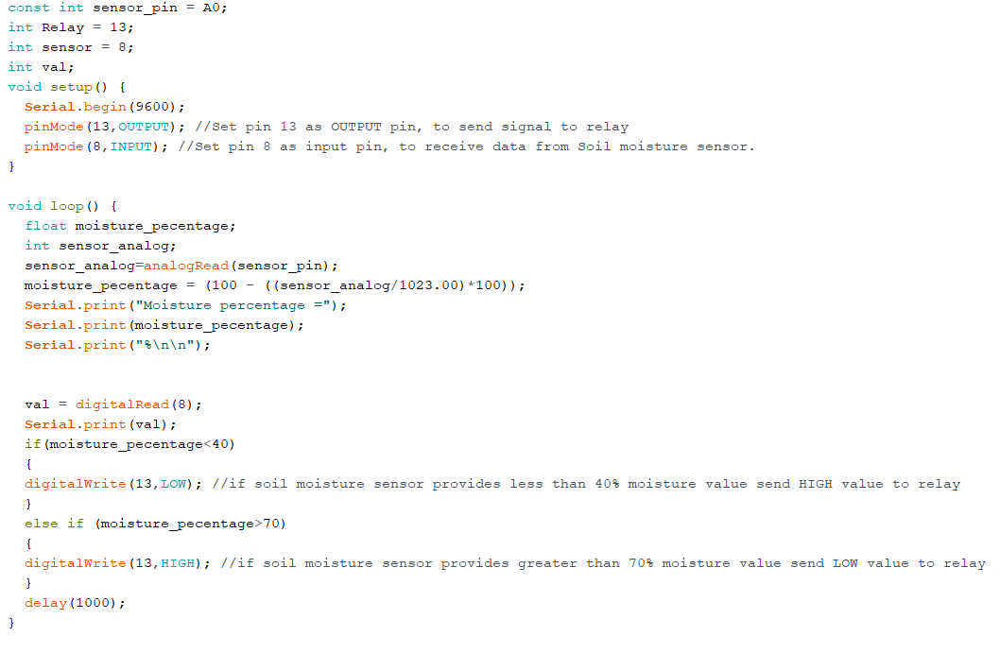 const int sensor_pin = A0;
int Relay = 13;
int sensor = 8;
int val;
void setup() {
  Serial.begin(9600);
  pinMode(13,OUTPUT); //Set pin 13 as OUTPUT pin, to send signal to relay
  pinMode(8,INPUT); //Set pin 8 as input pin, to receive data from Soil moisture sensor.
}

void loop() {
  float moisture_pecentage;
  int sensor_analog;
  sensor_analog=analogRead(sensor_pin);
  moisture_pecentage = (100 - ((sensor_analog/1023.00)*100));
  Serial.print("Moisture percentage =");
  Serial.print(moisture_pecentage);
  Serial.print("%\n\n");

  val = digitalRead(8);
  Serial.print(val);
  if(moisture_pecentage<40)
  {
  digitalWrite(13,LOW); //if soil moisture sensor provides less than 40% moisture value send HIGH value to relay
  }
  else if (moisture_pecentage>70)
  {
  digitalWrite(13,HIGH); //if soil moisture sensor provides greater than 70% moisture value send LOW value to relay
  }
  delay(1000);
}